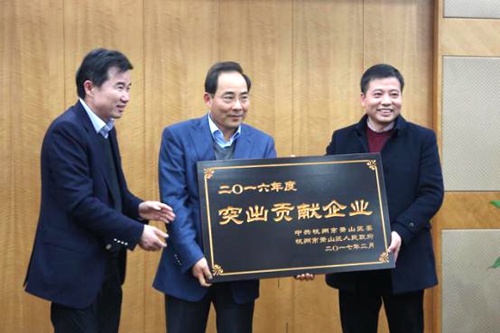 二〇一六年度
突出贡献企业
中共杭州市萧山区委
杭州市萧山区人民政府
二〇一七年二月